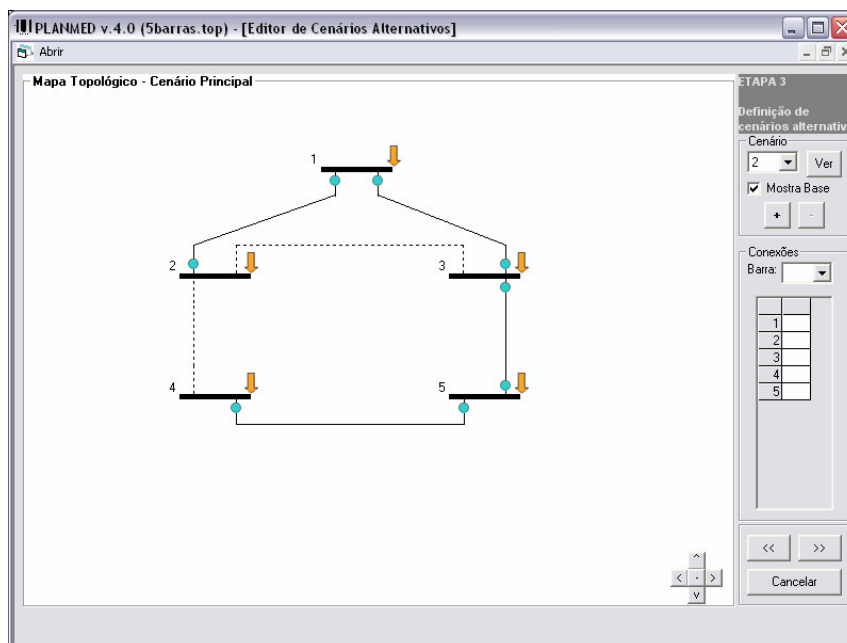 PLANMED v.4.0 (5barras.top) - [Editor de Cenários Alternativos]
Abrir
Mapa Topológico - Cenário Principal
1
2
3
4
5
ETAPA 3
Definição de
cenários alternativ
Cenário
2
Ver
Mostra Base
+
-
Conexões
Barra:
1
2
3
4
5
^
< · >
v
<< >>
Cancelar